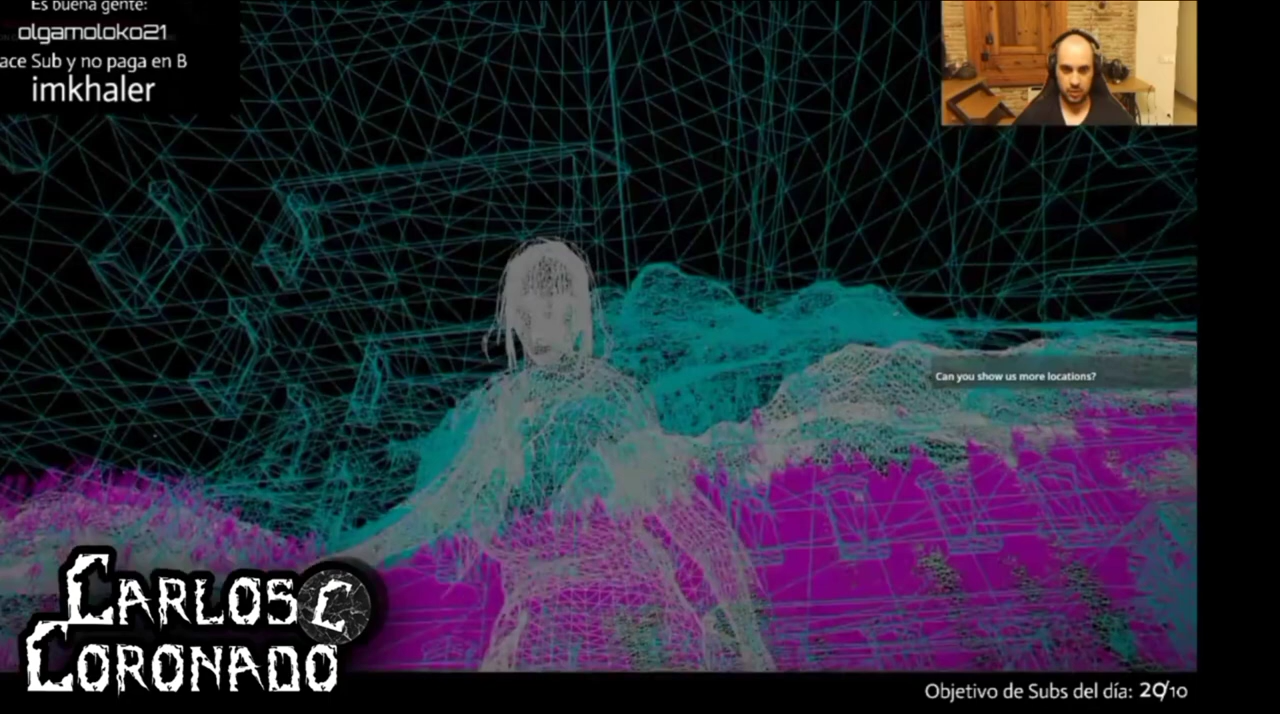 Es buena gente:
olgamoloko21
ace Sub y no paga en B
imkhaler
Can you show us more locations?
CARLOS C
CORONADO
Objetivo de Subs del día: 20/10